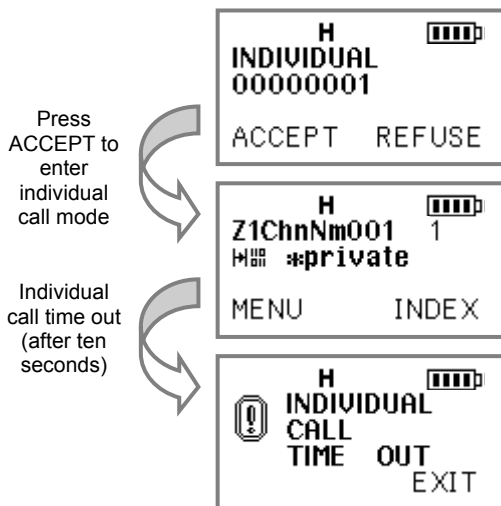 H
INDIVIDUAL
00000001
ACCEPT REFUSE
Press
ACCEPT to
enter
individual
call mode
H
Z1ChnNm001 1
*private
MENU INDEX
Individual
call time out
(after ten
seconds)
H
INDIVIDUAL
CALL
TIME OUT
EXIT